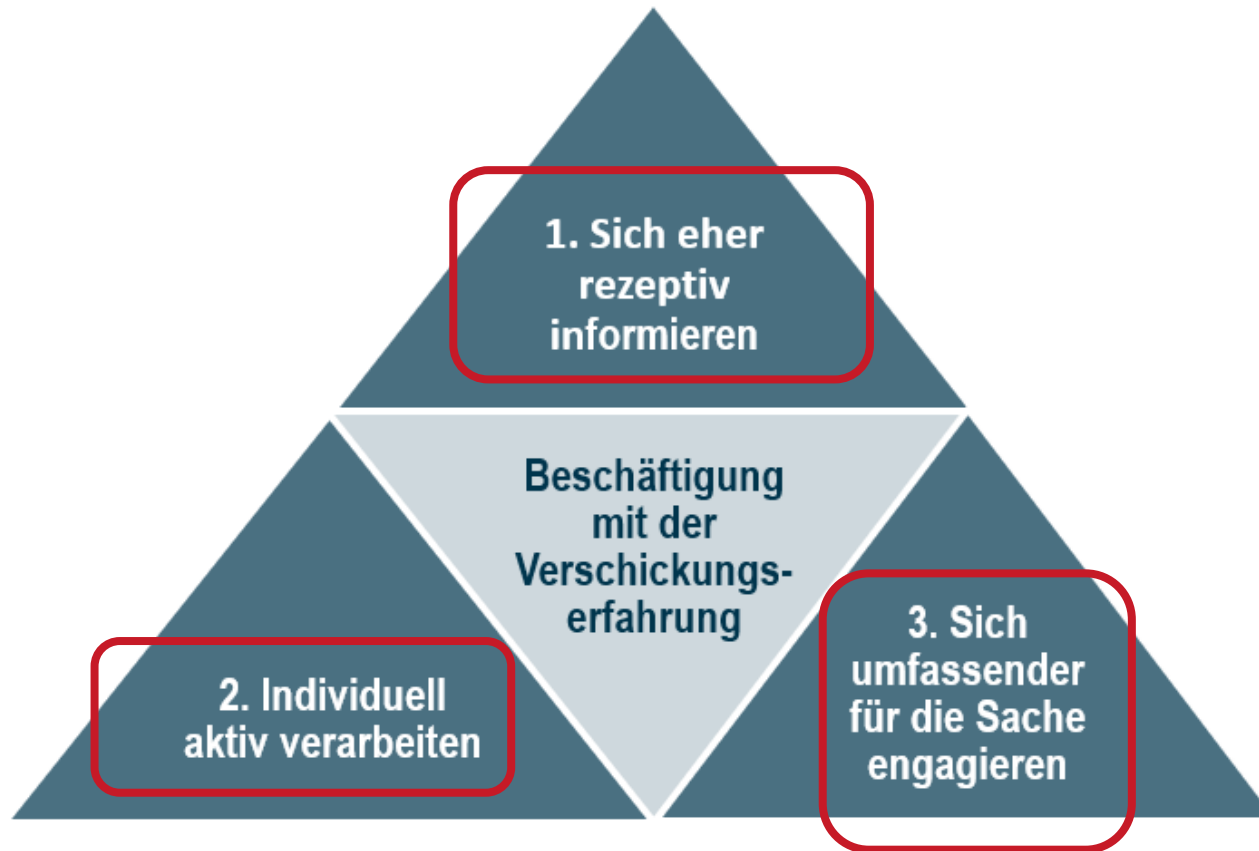 1. Sich eher
rezeptiv
informieren
Beschäftigung
mit der
Verschickungs-
erfahrung
2. Individuell
aktiv verarbeiten
3. Sich
umfassender
für die Sache
engagieren